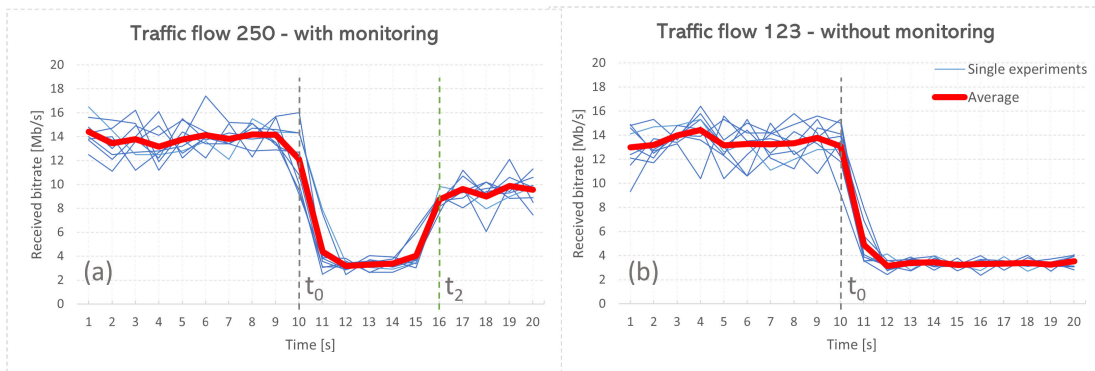 Traffic flow 250 - with monitoring
Received bitrate [Mb/s]
20
18
16
14
12
10
8
6
4
2
0
(a)
t0
t2
1 2 3 4 5 6 7 8 9 10 11 12 13 14 15 16 17 18 19 20
Time [s]
Traffic flow 123 - without monitoring
Single experiments
Average
Received bitrate [Mb/s]
20
18
16
14
12
10
8
6
4
2
0
(b)
t0
1 2 3 4 5 6 7 8 9 10 11 12 13 14 15 16 17 18 19 20
Time [s]